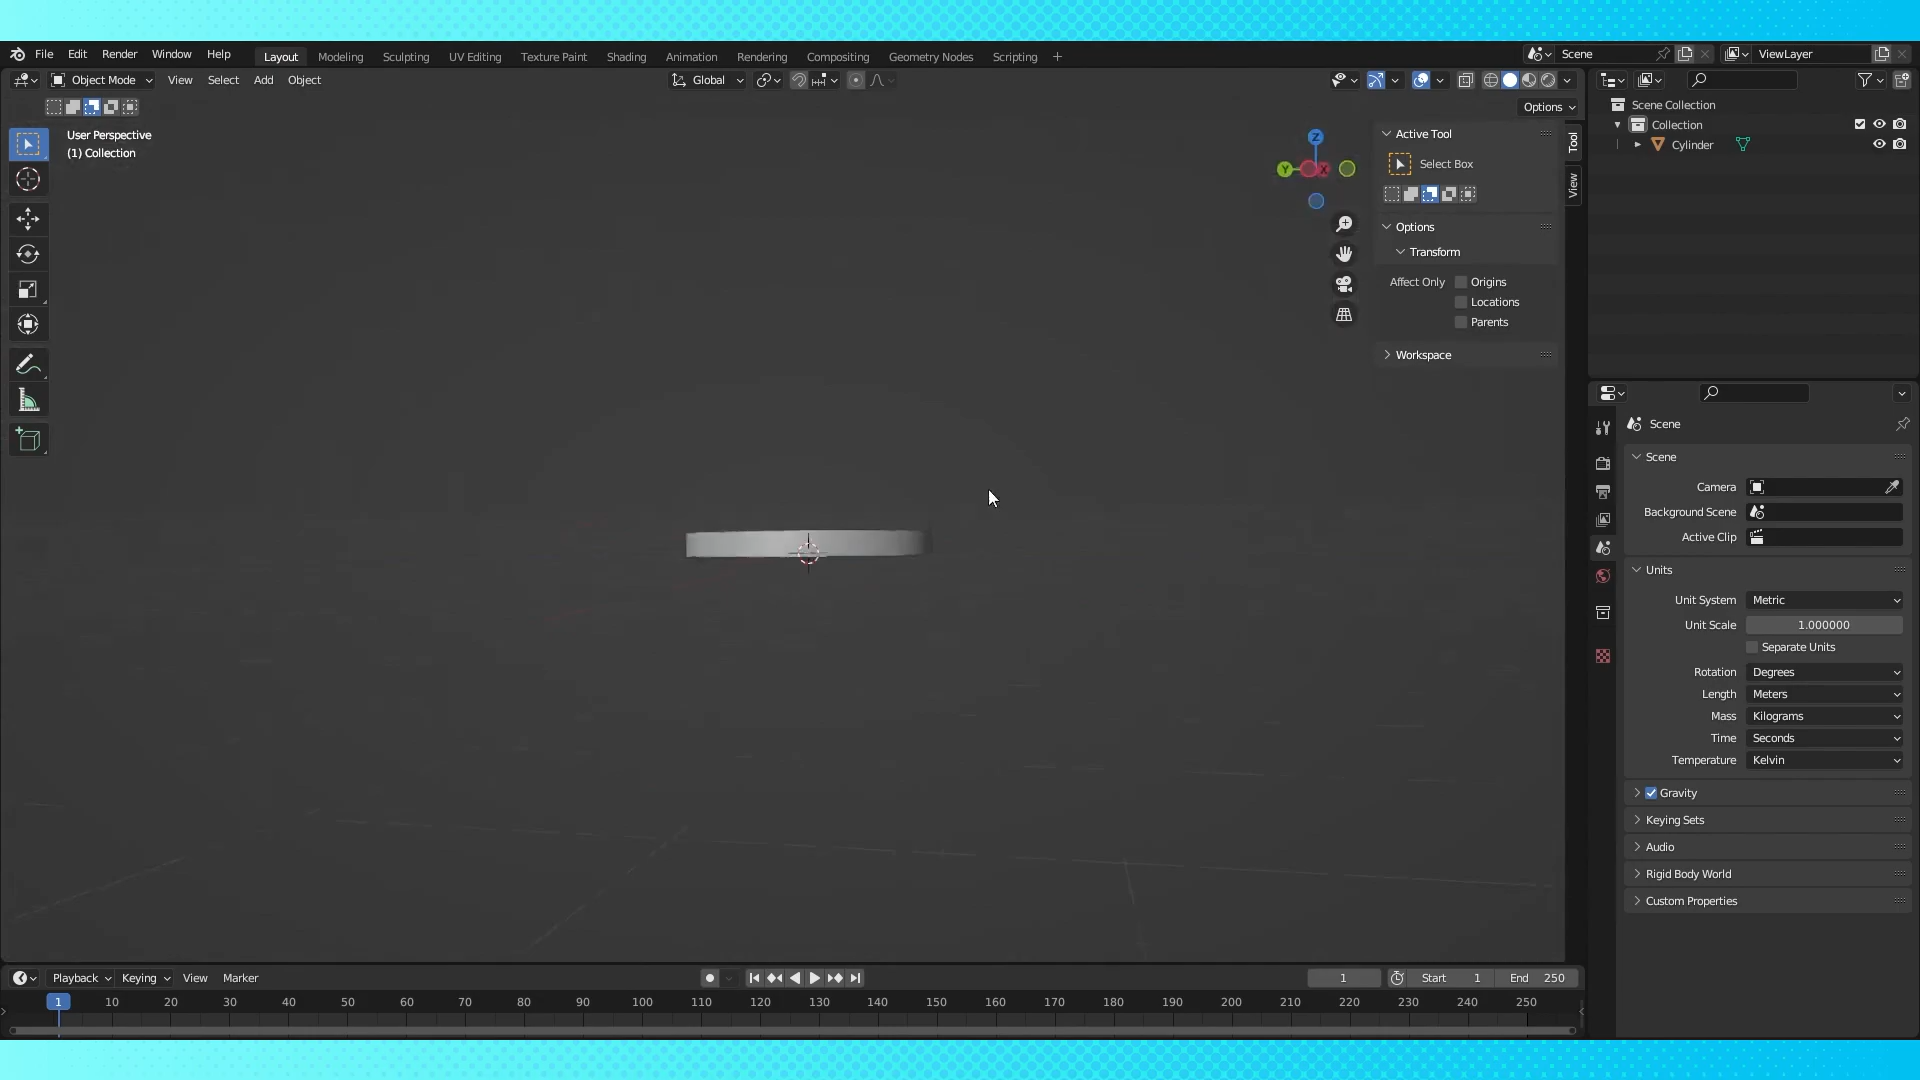 File Edit Render Window Help Layout Modeling Sculpting UV Editing Texture Paint Shading Animation Rendering Compositing Geometry Nodes Scripting + Scene ViewLayer
Object Mode View Select Add Object Global
Options
User Perspective
(1) Collection
Z
Y
X
Active Tool
Select Box
Options
Transform
Affect Only Origins
Locations
Parents
Workspace
Tool
View
Scene Collection
Collection
Cylinder
Scene
Scene
Camera
Background Scene
Active Clip
Units
Unit System Metric
Unit Scale 1.000000
Separate Units
Rotation Degrees
Length Meters
Mass Kilograms
Time Seconds
Temperature Kelvin
Gravity
Keying Sets
Audio
Rigid Body World
Custom Properties
Playback Keying View Marker 1 Start 1 End 250
1 10 20 30 40 50 60 70 80 90 100 110 120 130 140 150 160 170 180 190 200 210 220 230 240 250